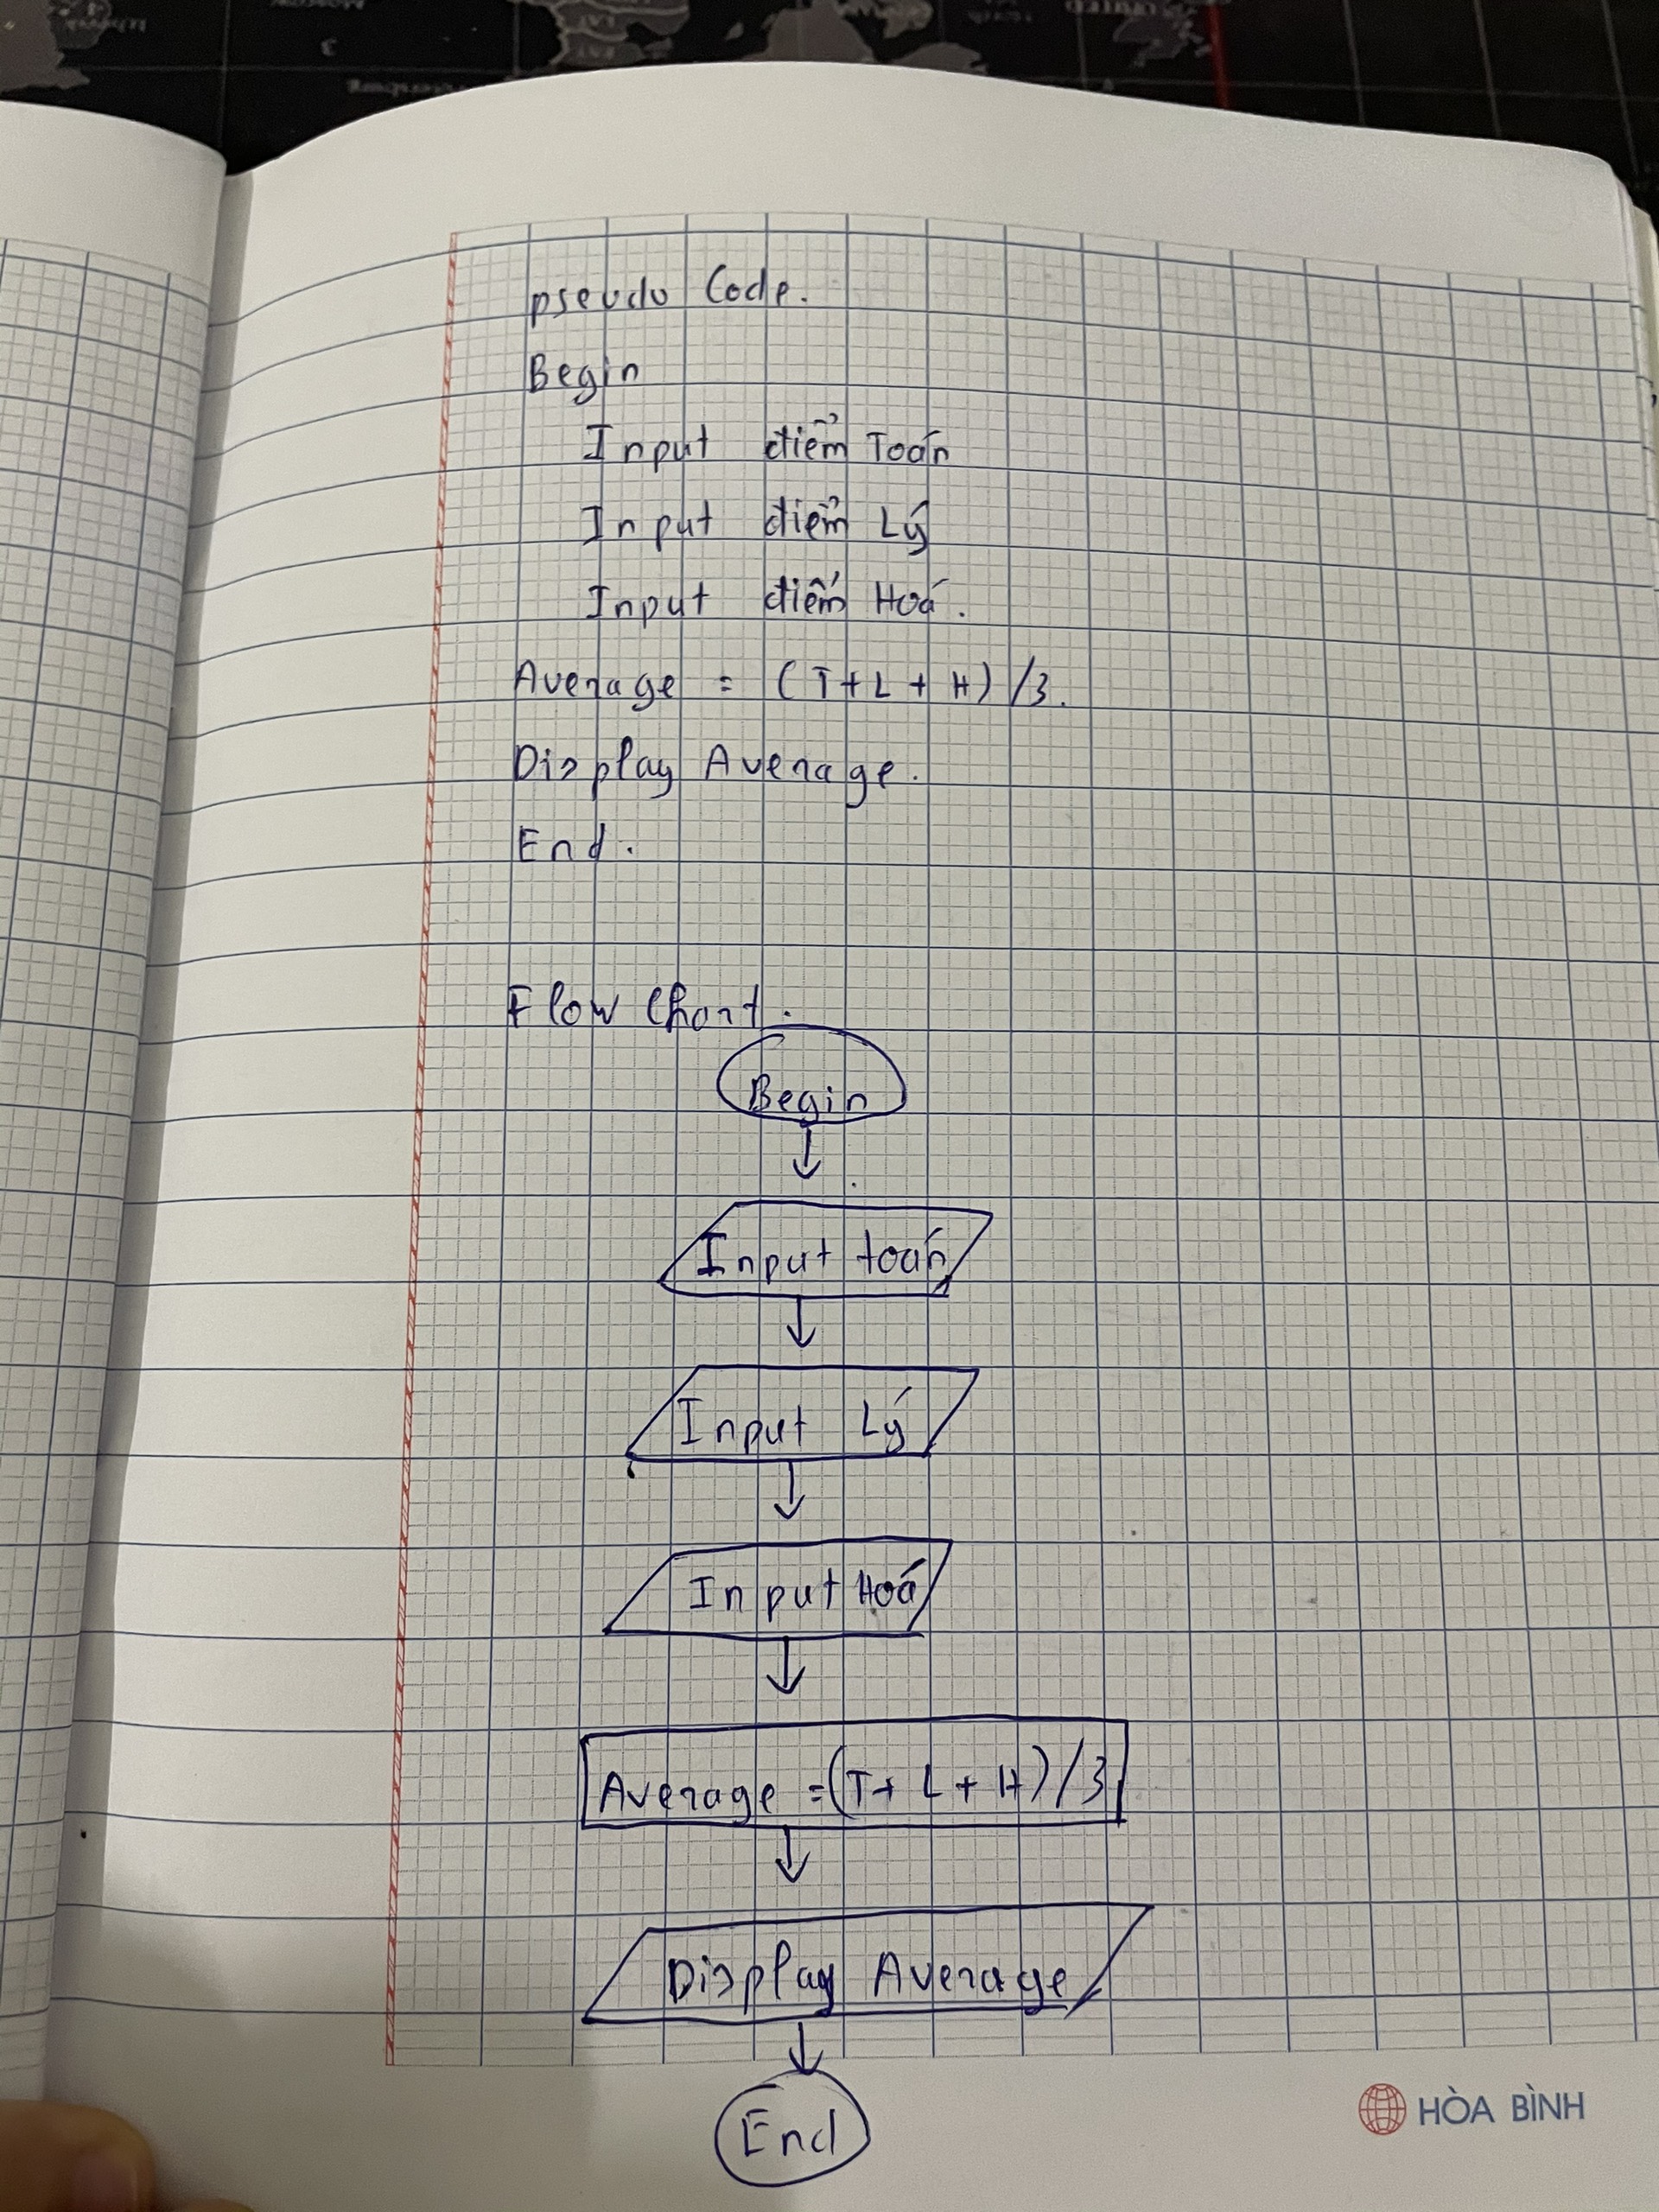 pseudo Code.
Begin
Input điểm Toán
Input điểm Lý
Input điểm Hoá.
Average = (T+L+H)/3.
Display Average.
End.
Flow Chart.
Begin
Input toán
Input Lý
Input Hoá
Average =(T+L+H)/3
Display Average
End
HÒA BÌNH